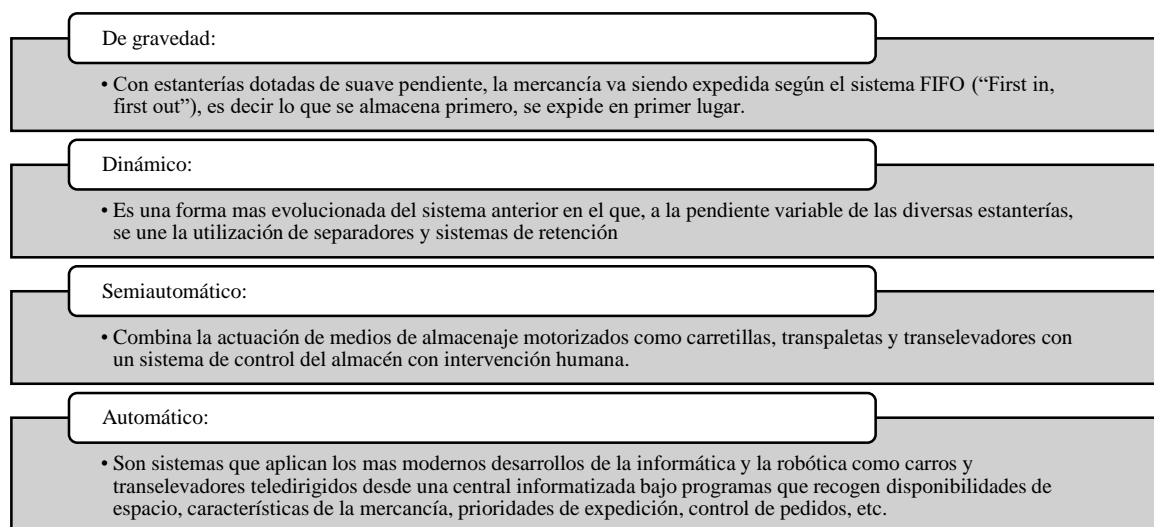 De gravedad:
• Con estanterías dotadas de suave pendiente, la mercancía va siendo expedida según el sistema FIFO (“First in,
first out”), es decir lo que se almacena primero, se expide en primer lugar.
Dinámico:
• Es una forma mas evolucionada del sistema anterior en el que, a la pendiente variable de las diversas estanterías,
se une la utilización de separadores y sistemas de retención
Semiautomático:
• Combina la actuación de medios de almacenaje motorizados como carretillas, transpaletas y transelevadores con
un sistema de control del almacén con intervención humana.
Automático:
• Son sistemas que aplican los mas modernos desarrollos de la informática y la robótica como carros y
transelevadores teledirigidos desde una central informatizada bajo programas que recogen disponibilidades de
espacio, características de la mercancía, prioridades de expedición, control de pedidos, etc.